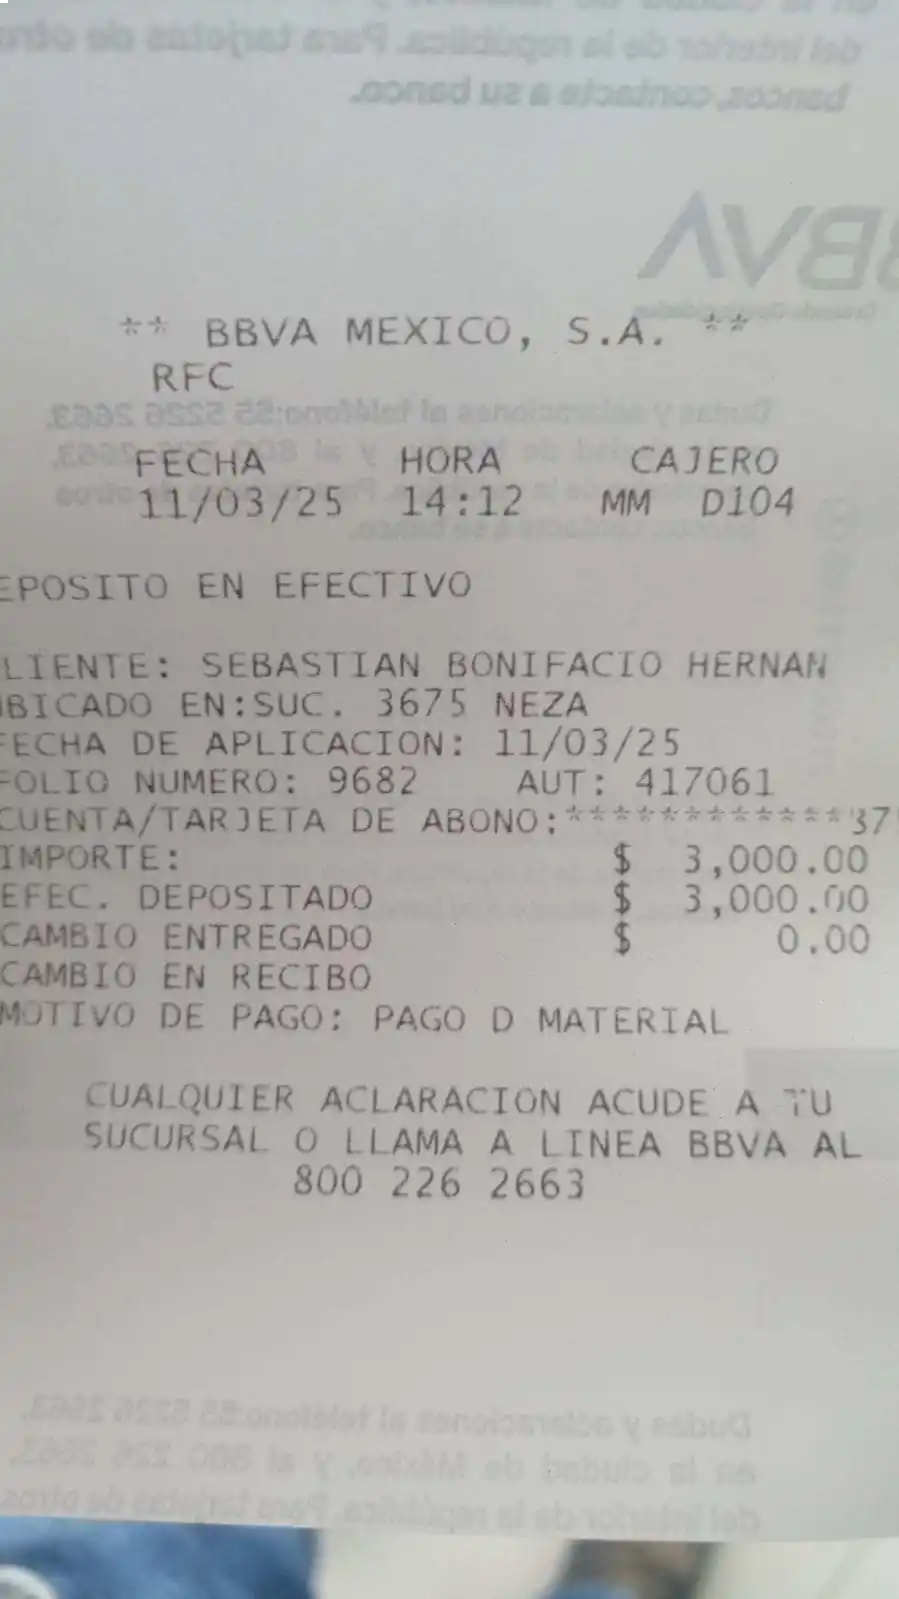 ** BBVA MEXICO, S.A. **
RFC
FECHA HORA CAJERO
11/03/25 14:12 MM D104
EPOSITO EN EFECTIVO
LIENTE: SEBASTIAN BONIFACIO HERNAN
BICADO EN:SUC. 3675 NEZA
FECHA DE APLICACION: 11/03/25
FOLIO NUMERO: 9682 AUT: 417061
CUENTA/TARJETA DE ABONO:************37
IMPORTE: $ 3,000.00
EFEC. DEPOSITADO $ 3,000.00
CAMBIO ENTREGADO $ 0.00
CAMBIO EN RECIBO
MOTIVO DE PAGO: PAGO D MATERIAL
CUALQUIER ACLARACION ACUDE A TU
SUCURSAL O LLAMA A LINEA BBVA AL
800 226 2663